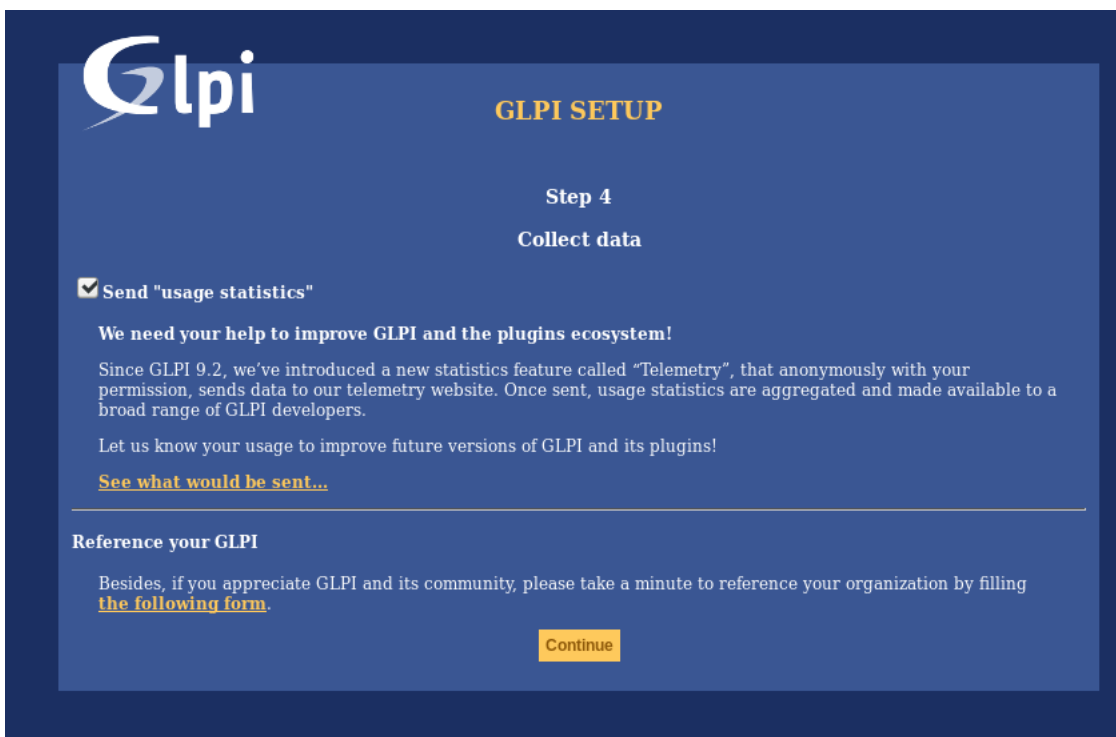 Glpi
GLPI SETUP
Step 4
Collect data
Send "usage statistics"
We need your help to improve GLPI and the plugins ecosystem!
Since GLPI 9.2, we’ve introduced a new statistics feature called “Telemetry”, that anonymously with your
permission, sends data to our telemetry website. Once sent, usage statistics are aggregated and made available to a
broad range of GLPI developers.
Let us know your usage to improve future versions of GLPI and its plugins!
See what would be sent...
Reference your GLPI
Besides, if you appreciate GLPI and its community, please take a minute to reference your organization by filling
the following form.
Continue